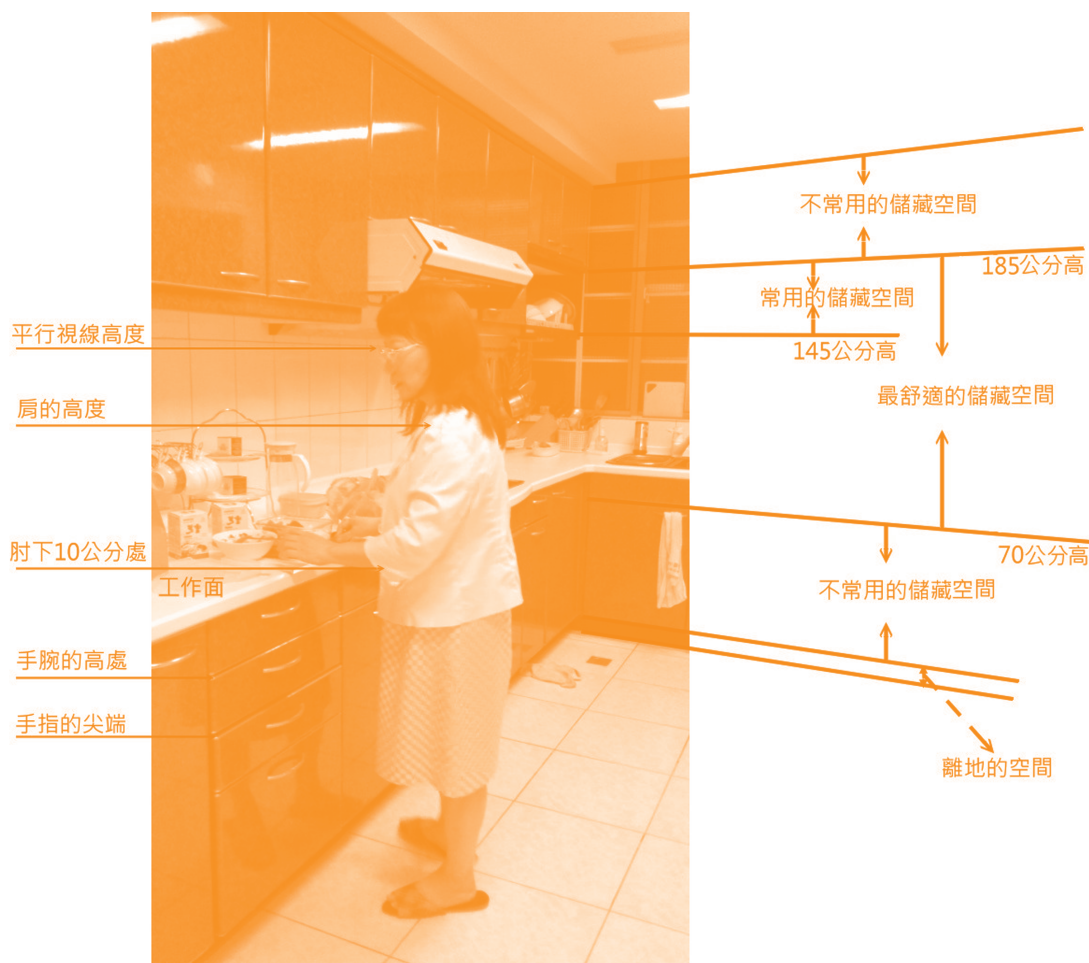 不常用的儲藏空間
185公分高
常用的儲藏空間
平行視線高度
145公分高
最舒適的儲藏空間
肩的高度
肘下10公分處
70公分高
工作面
不常用的儲藏空間
手腕的高處
手指的尖端
離地的空間